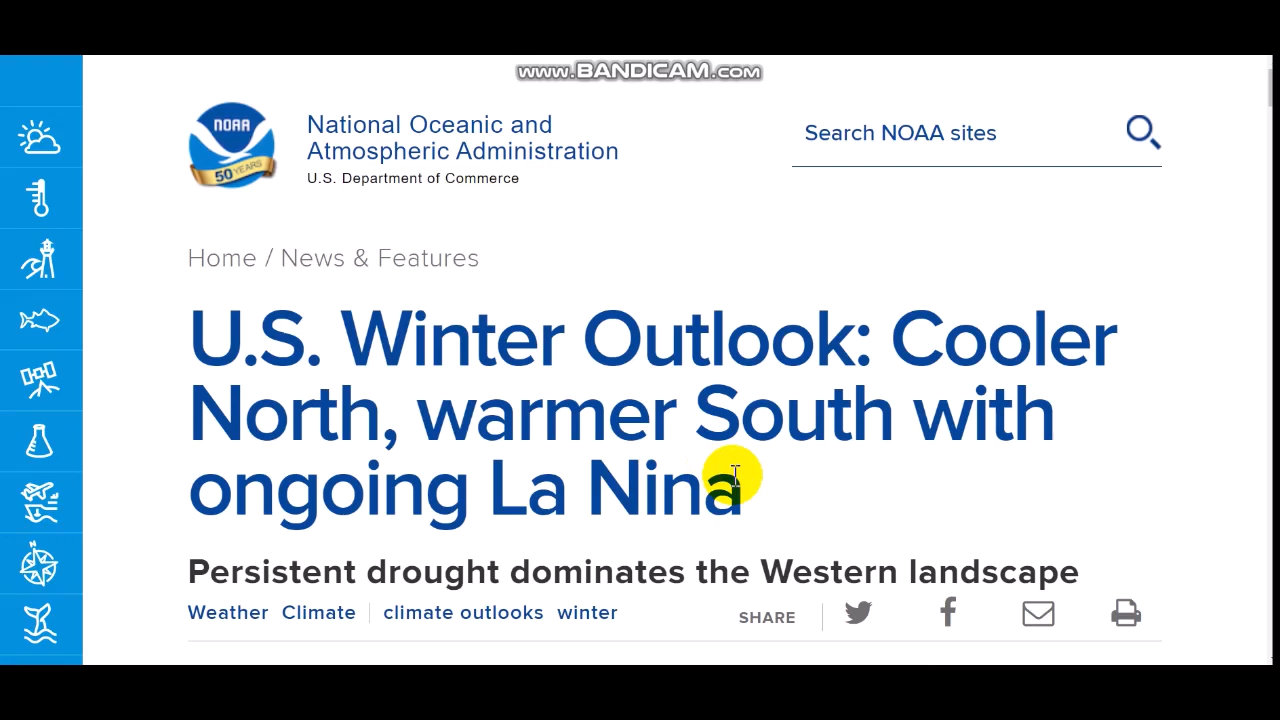 www.BANDICAM.com
NOAA
50 YEARS
National Oceanic and
Atmospheric Administration
U.S. Department of Commerce
Search NOAA sites
Home / News & Features
U.S. Winter Outlook: Cooler
North, warmer South with
ongoing La Nina
Persistent drought dominates the Western landscape
Weather Climate climate outlooks winter
SHARE
N